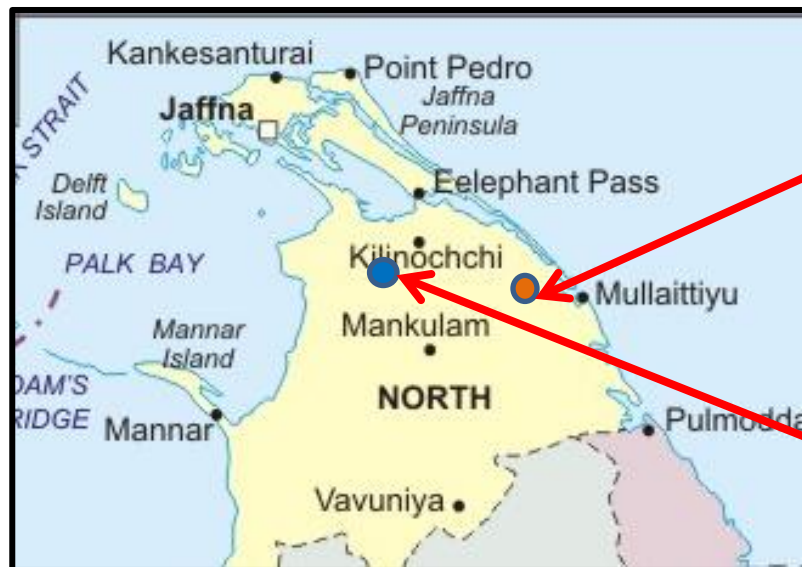 Kankesanturai
Point Pedro
Jaffna
Jaffna
Peninsula
STRAIT
Delft
Island
Eelephant Pass
PALK BAY
Kilinochchi
Mullaittiyu
Mannar
Island
Mankulam
DAM'S
RIDGE
NORTH
Mannar
Pulmodda
Vavuniya